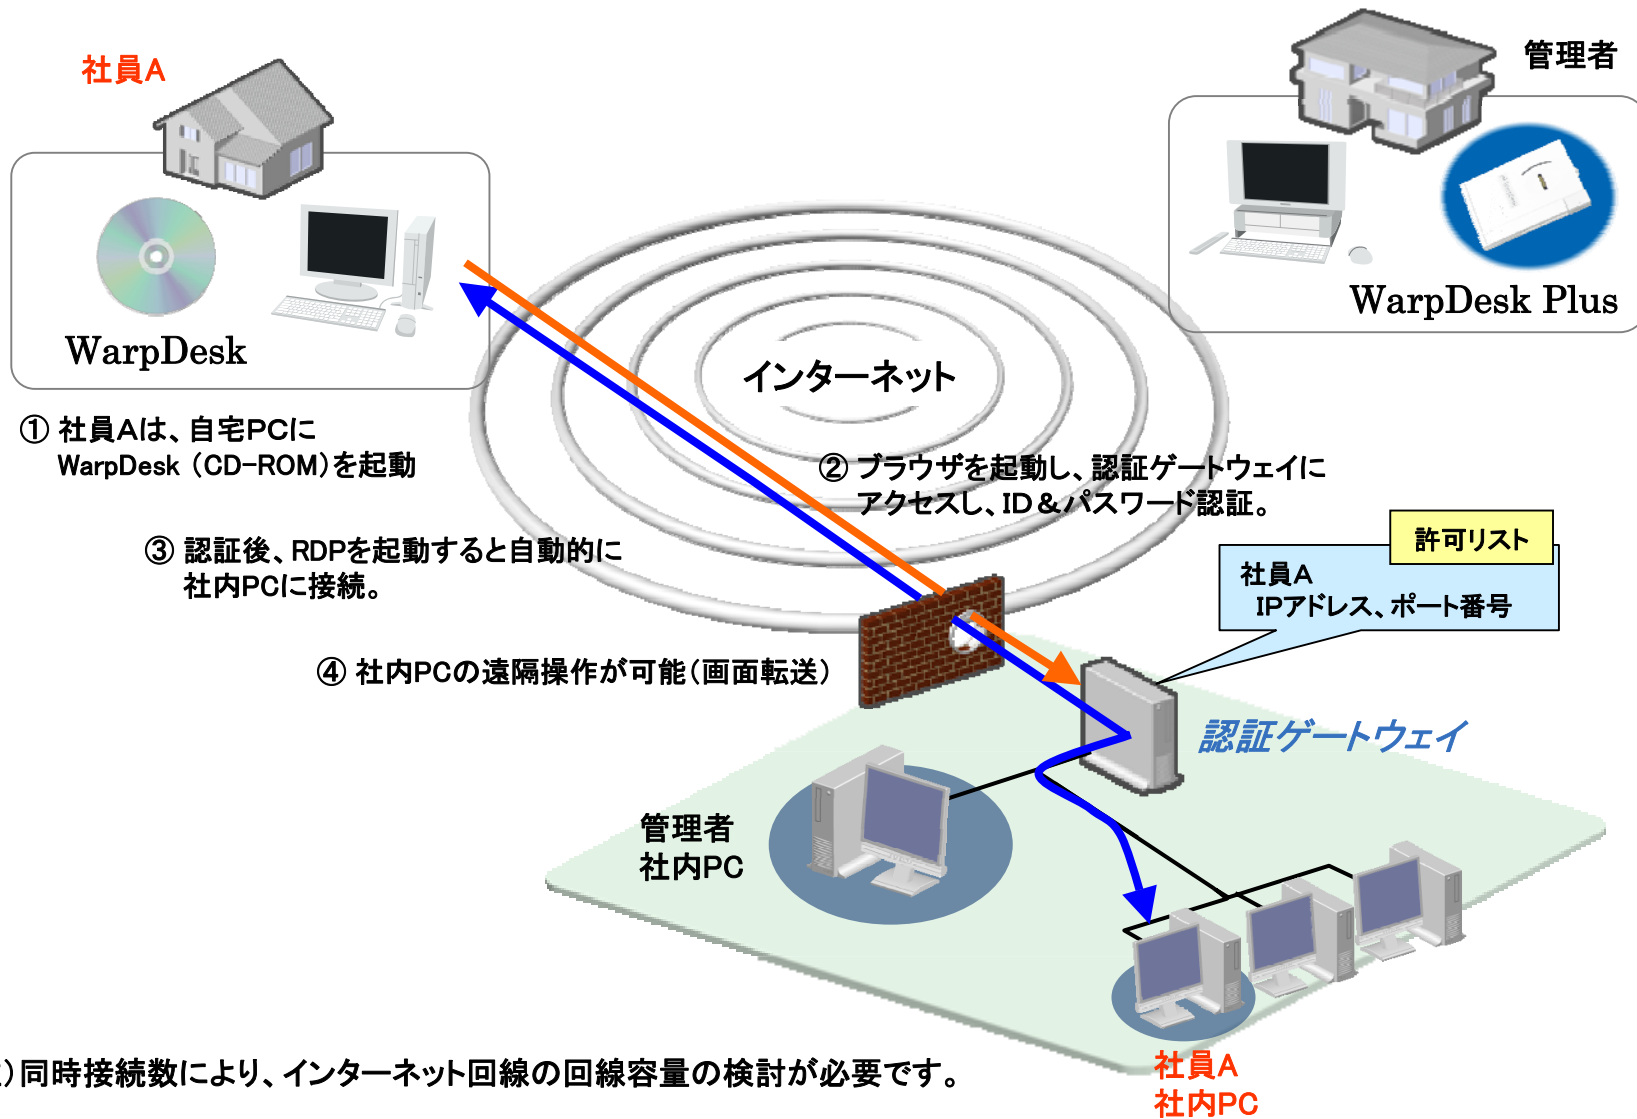 社員A
管理者
WarpDesk
WarpDesk Plus
インターネット
① 社員Aは、自宅PCに
WarpDesk (CD-ROM)を起動
② ブラウザを起動し、認証ゲートウェイに
アクセスし、ID＆パスワード認証。
③ 認証後、RDPを起動すると自動的に
社内PCに接続。
許可リスト
社員A
IPアドレス、ポート番号
④ 社内PCの遠隔操作が可能(画面転送)
認証ゲートウェイ
管理者
社内PC
社員A
社内PC
)同時接続数により、インターネット回線の回線容量の検討が必要です。